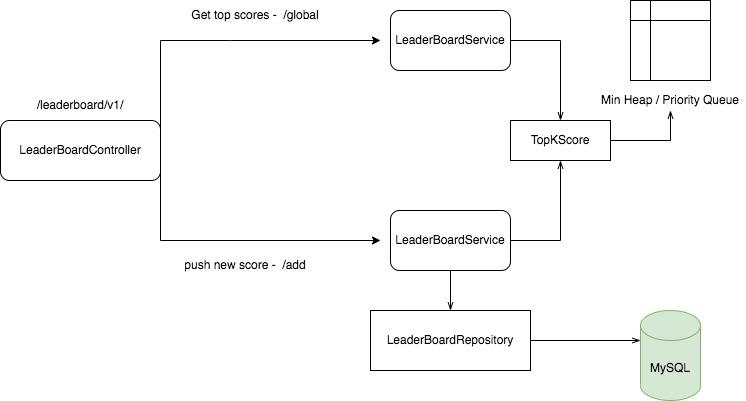 Get top scores - /global
LeaderBoardService
/leaderboard/v1/
Min Heap / Priority Queue
LeaderBoardController
TopKScore
LeaderBoardService
push new score - /add
LeaderBoardRepository
MySQL